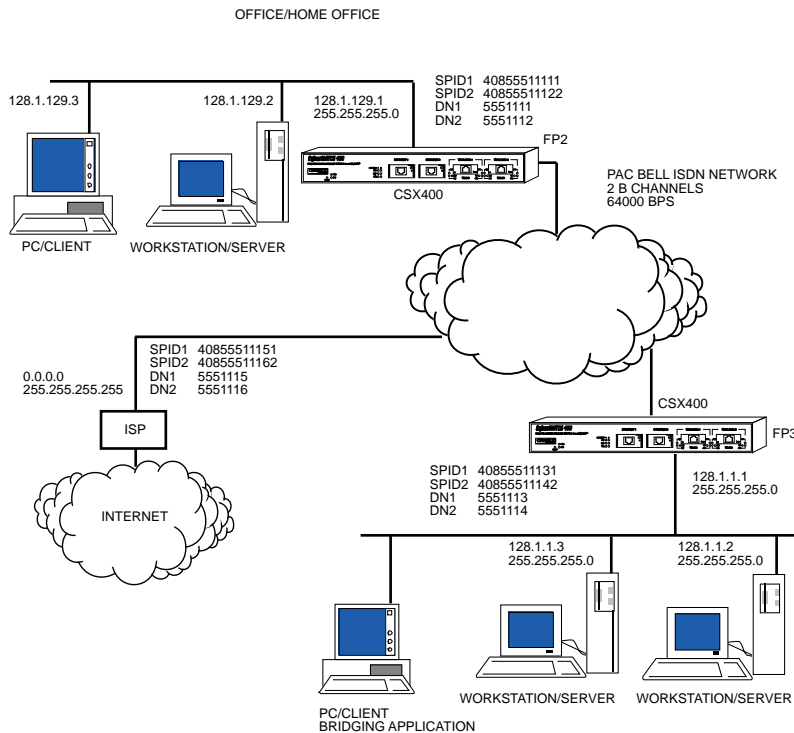 OFFICE/HOME OFFICE
SPID1 40855511111
SPID2 40855511122
DN1 5551111
DN2 5551112
128.1.129.3
128.1.129.2
128.1.129.1
255.255.255.0
FP2
CSX400
PC/CLIENT
WORKSTATION/SERVER
PAC BELL ISDN NETWORK
2 B CHANNELS
64000 BPS
SPID1 40855511151
SPID2 40855511162
DN1 5551115
DN2 5551116
0.0.0.0
255.255.255.255
ISP
INTERNET
CSX400
FP3
SPID1 40855511131
SPID2 40855511142
DN1 5551113
DN2 5551114
128.1.1.1
255.255.255.0
128.1.1.3
255.255.255.0
128.1.1.2
255.255.255.0
WORKSTATION/SERVER
WORKSTATION/SERVER
PC/CLIENT
BRIDGING APPLICATION